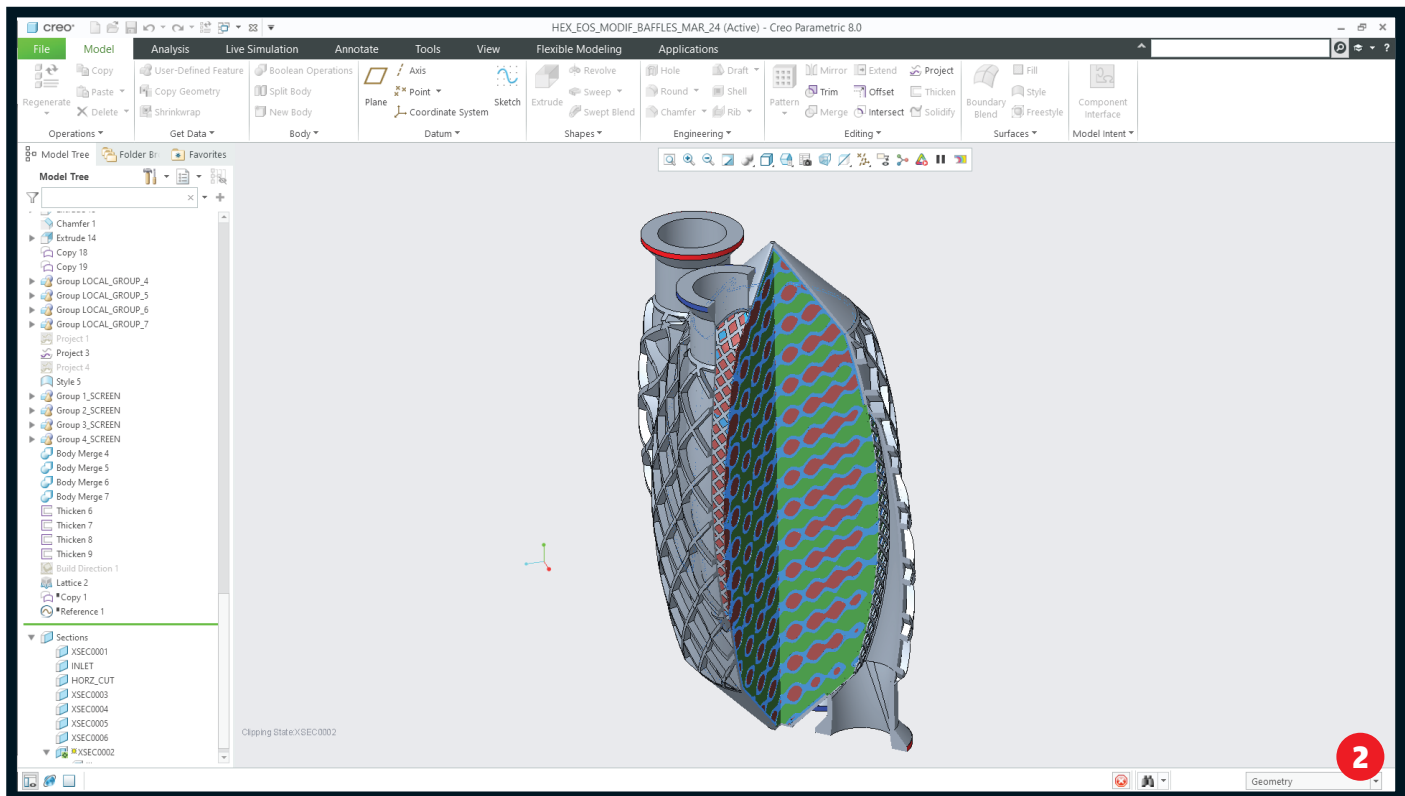 creo
HEX_EOS_MODIF_BAFFLES_MAR_24 (Active) - Creo Parametric 8.0
File Model Analysis Live Simulation Annotate Tools View Flexible Modeling Applications
Regenerate
Copy
Paste
Delete
Operations
User-Defined Feature
Copy Geometry
Shrinkwrap
Get Data
Boolean Operations
Split Body
New Body
Body
Plane
Axis
Point
Coordinate System
Sketch
Datum
Extrude
Revolve
Sweep
Swept Blend
Shapes
Hole
Round
Chamfer
Draft
Shell
Rib
Engineering
Pattern
Mirror
Trim
Merge
Extend
Offset
Intersect
Project
Thicken
Solidify
Editing
Boundary
Blend
Fill
Style
Freestyle
Surfaces
Component
Interface
Model Intent
Model Tree Folder Br Favorites
Model Tree
Chamfer 1
Extrude 14
Copy 18
Copy 19
Group LOCAL_GROUP_4
Group LOCAL_GROUP_5
Group LOCAL_GROUP_6
Group LOCAL_GROUP_7
Project 1
Project 3
Project 4
Style 5
Group 1_SCREEN
Group 2_SCREEN
Group 3_SCREEN
Group 4_SCREEN
Body Merge 4
Body Merge 5
Body Merge 6
Body Merge 7
Thicken 6
Thicken 7
Thicken 8
Thicken 9
Build Direction 1
Lattice 2
Copy 1
Reference 1
Sections
XSEC0001
INLET
HORZ_CUT
XSEC0003
XSEC0004
XSEC0005
XSEC0006
XSEC0002
Clipping State:XSEC0002
2
Geometry